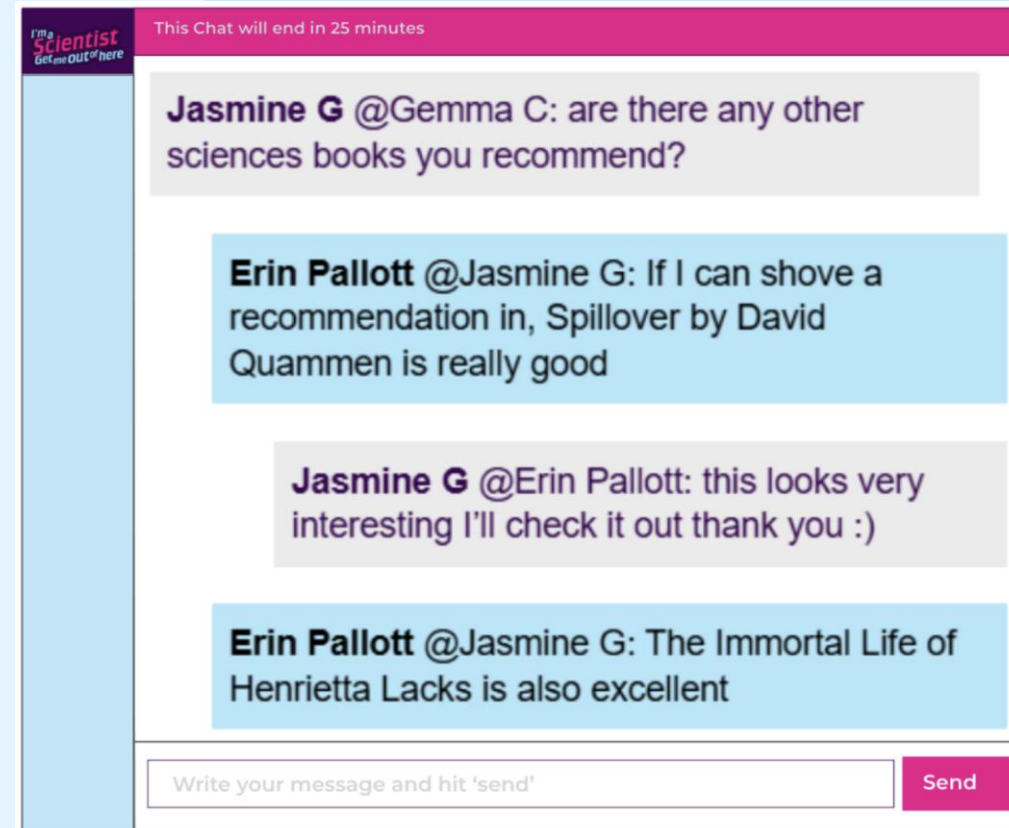 I'm a
Scientist
Get me OUT of here
This Chat will end in 25 minutes
Jasmine G @Gemma C: are there any other
sciences books you recommend?
Erin Pallott @Jasmine G: If I can shove a
recommendation in, Spillover by David
Quammen is really good
Jasmine G @Erin Pallott: this looks very
interesting I'll check it out thank you :)
Erin Pallott @Jasmine G: The Immortal Life of
Henrietta Lacks is also excellent
Write your message and hit ‘send’
Send